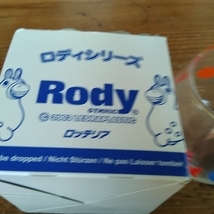 ロディシリーズ
Rody
ロッテリア
be dropped / Nicht Stürzen / Ne pas Laisser tomber